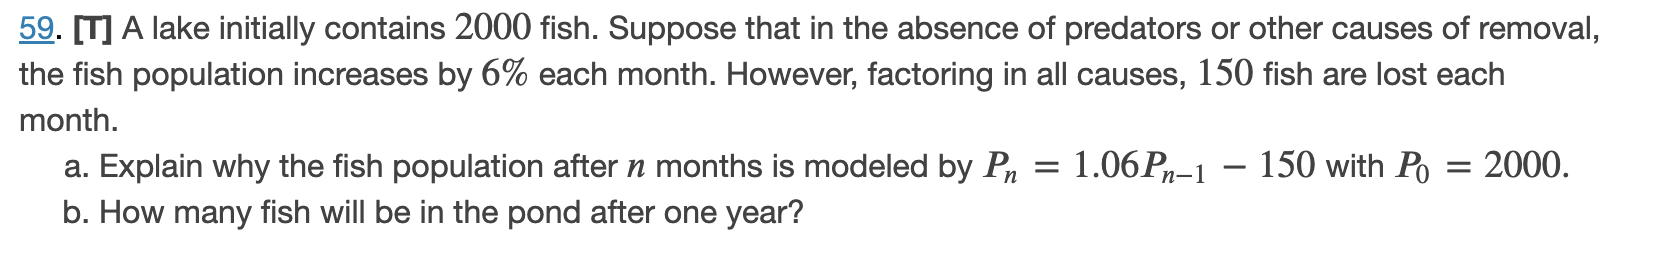 59. [T] A lake initially contains 2000 fish. Suppose that in the absence of predators or other causes of removal,
the fish population increases by 6% each month. However, factoring in all causes, 150 fish are lost each
month.
a. Explain why the fish population after n months is modeled by Pₙ = 1.06Pₙ₋₁ − 150 with P₀ = 2000.
b. How many fish will be in the pond after one year?